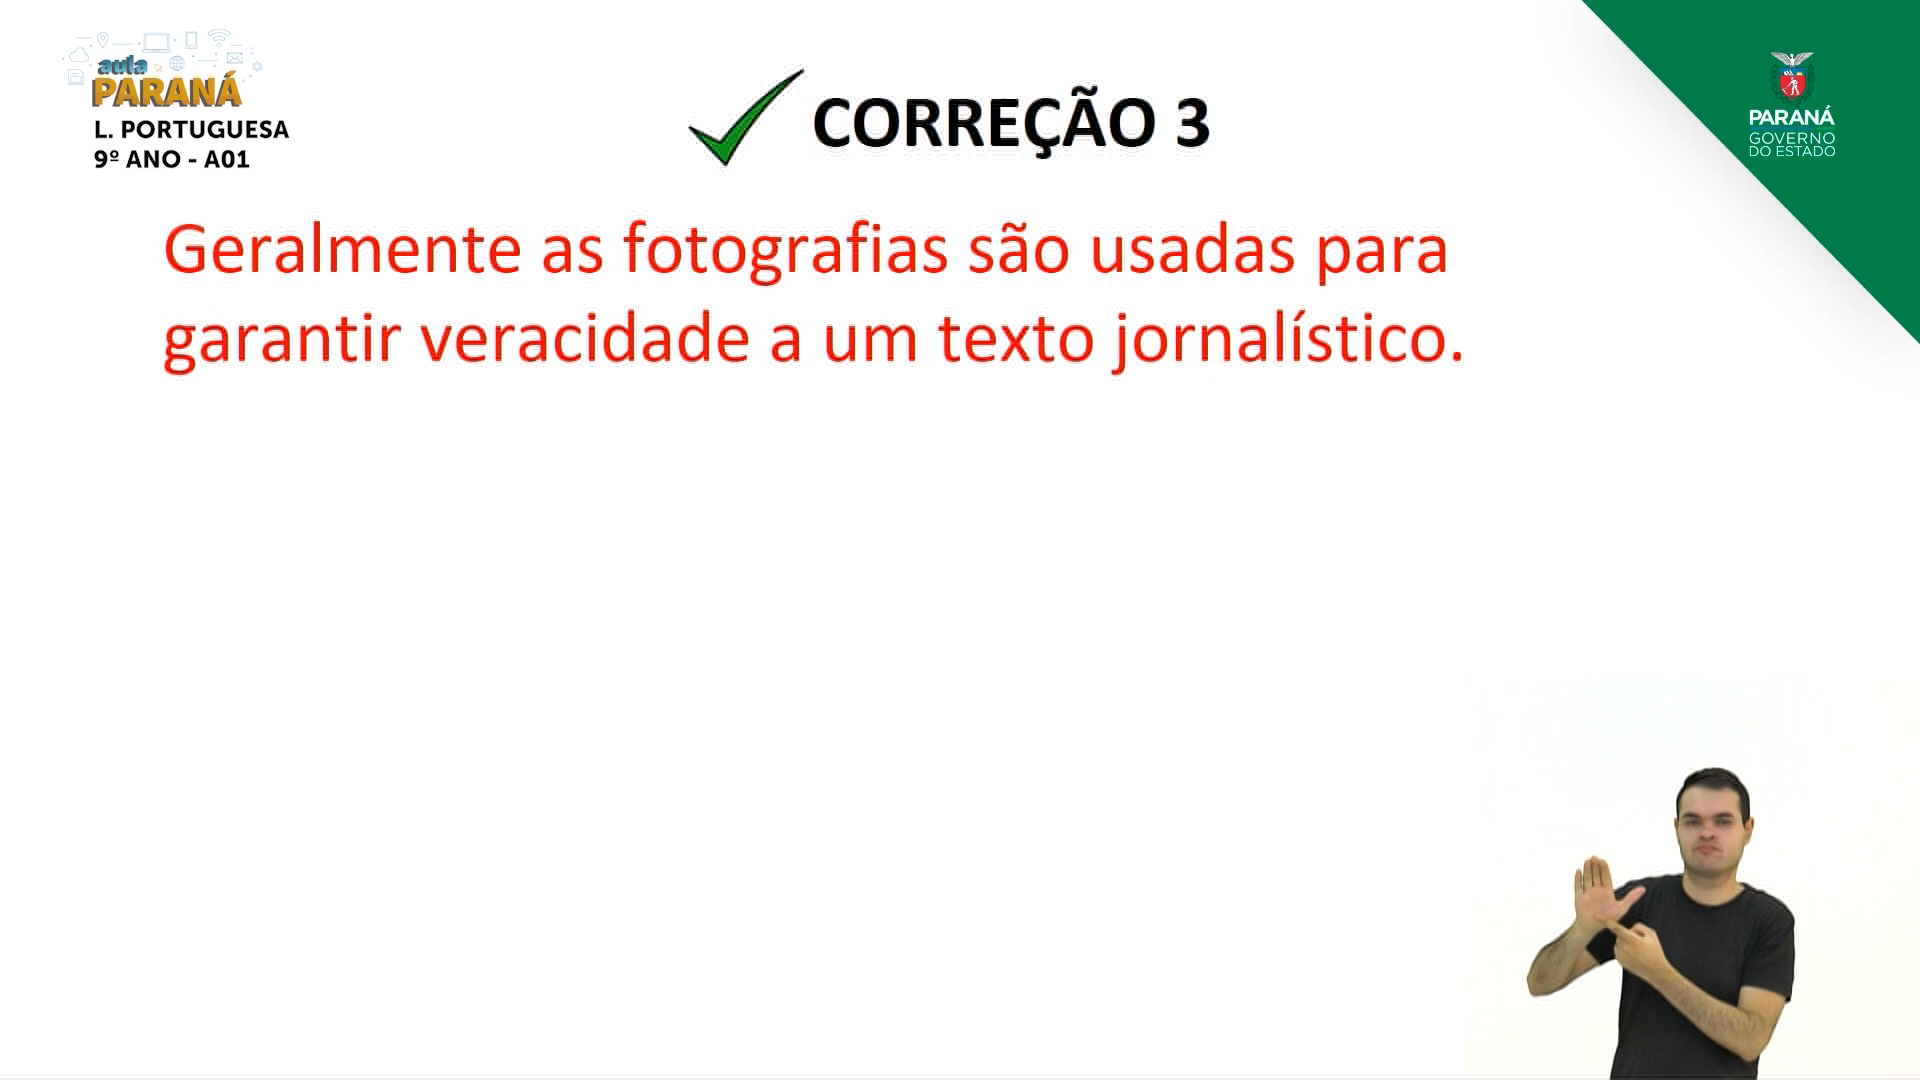 aula
PARANÁ
L. PORTUGUESA
9º ANO - A01
CORREÇÃO 3
PARANÁ
GOVERNO
DO ESTADO
Geralmente as fotografias são usadas para
garantir veracidade a um texto jornalístico.